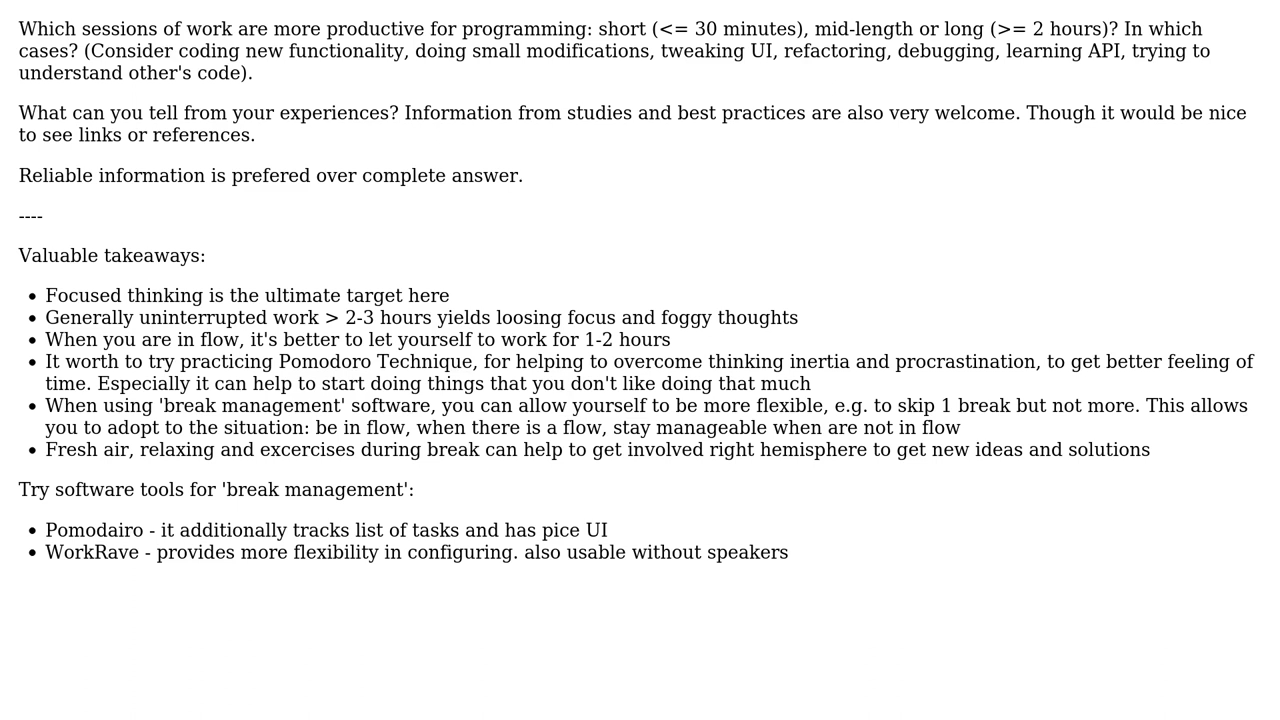 Which sessions of work are more productive for programming: short (<= 30 minutes), mid-length or long (>= 2 hours)? In which
cases? (Consider coding new functionality, doing small modifications, tweaking UI, refactoring, debugging, learning API, trying to
understand other's code).
What can you tell from your experiences? Information from studies and best practices are also very welcome. Though it would be nice
to see links or references.
Reliable information is prefered over complete answer.
----
Valuable takeaways:
• Focused thinking is the ultimate target here
• Generally uninterrupted work > 2-3 hours yields loosing focus and foggy thoughts
• When you are in flow, it's better to let yourself to work for 1-2 hours
• It worth to try practicing Pomodoro Technique, for helping to overcome thinking inertia and procrastination, to get better feeling of
time. Especially it can help to start doing things that you don't like doing that much
• When using 'break management' software, you can allow yourself to be more flexible, e.g. to skip 1 break but not more. This allows
you to adopt to the situation: be in flow, when there is a flow, stay manageable when are not in flow
• Fresh air, relaxing and excercises during break can help to get involved right hemisphere to get new ideas and solutions
Try software tools for 'break management':
• Pomodairo - it additionally tracks list of tasks and has pice UI
• WorkRave - provides more flexibility in configuring. also usable without speakers